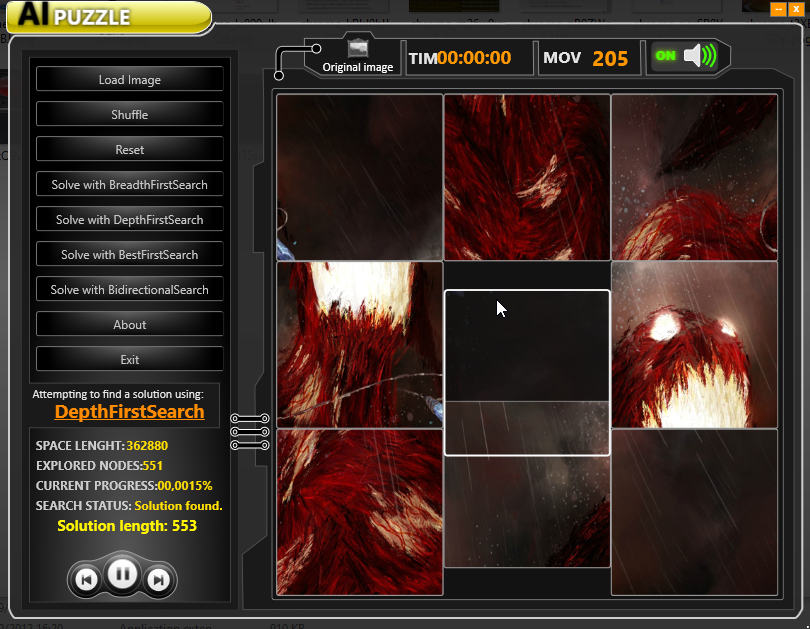 AI PUZZLE
-- X
Original image
TIM 00:00:00
MOV 205
ON
Load Image
Shuffle
Reset
Solve with BreadthFirstSearch
Solve with DepthFirstSearch
Solve with BestFirstSearch
Solve with BidirectionalSearch
About
Exit
Attempting to find a solution using:
DepthFirstSearch
SPACE LENGHT: 362880
EXPLORED NODES:551
CURRENT PROGRESS:00,0015%
SEARCH STATUS: Solution found.
Solution length: 553